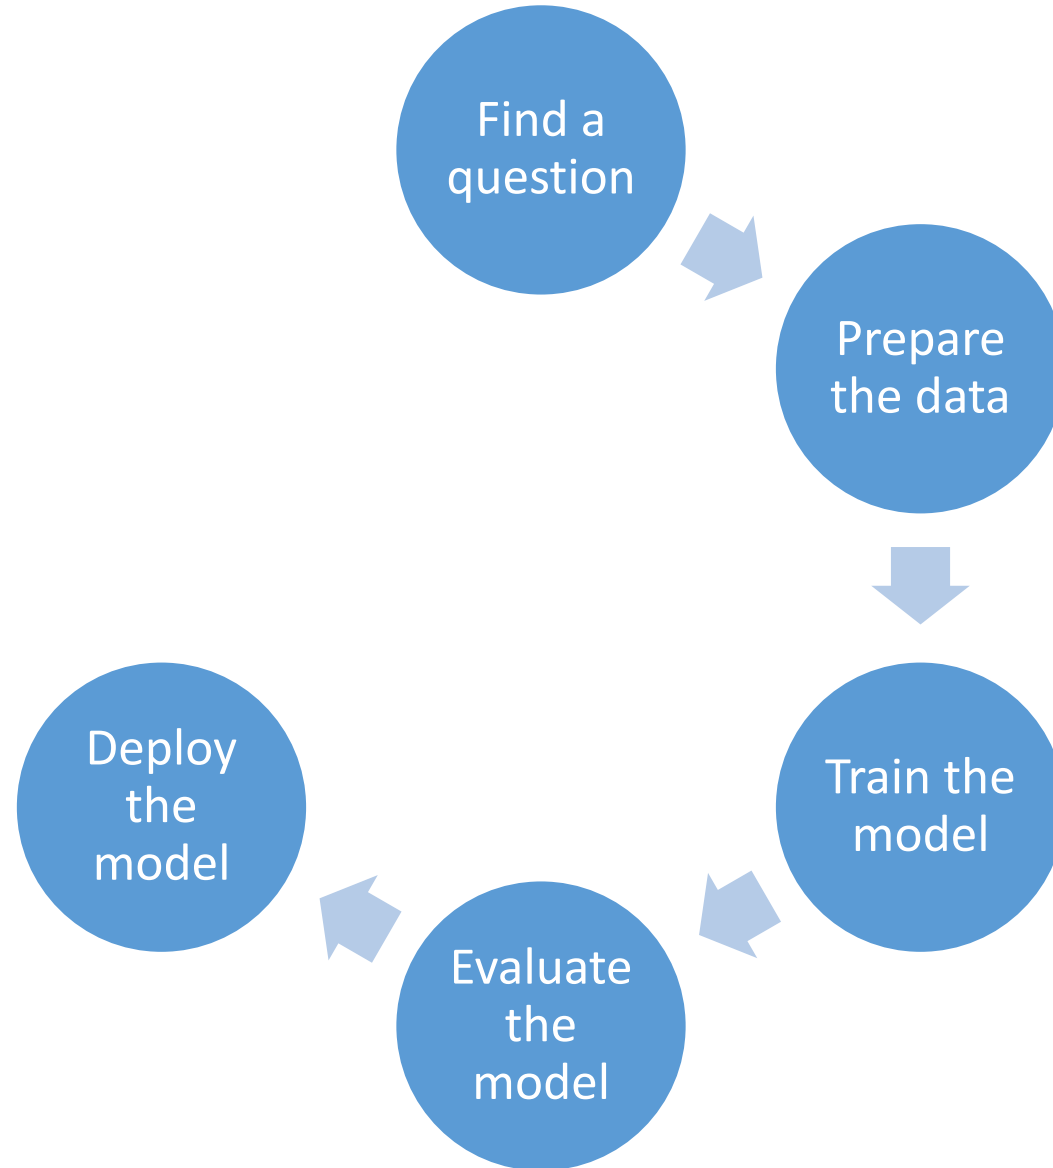 Find a
question
Prepare
the data
Train the
model
Evaluate
the
model
Deploy
the
model